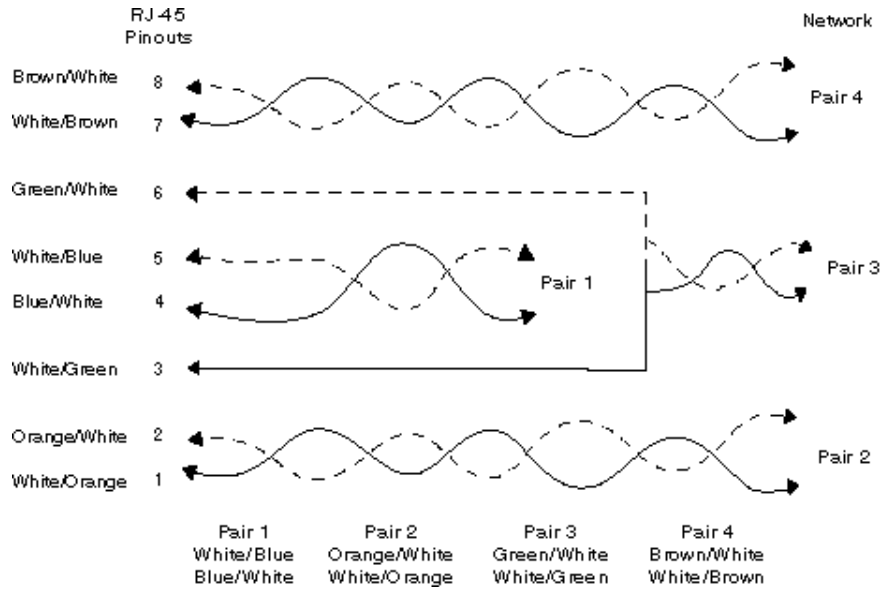 RJ-45
Pinouts
Network
Brown/White 8
White/Brown 7
Pair 4
Green/White 6
White/Blue 5
Pair 3
Pair 1
Blue/White 4
White/Green 3
Orange/White 2
Pair 2
White/Orange 1
Pair 1
White/Blue
Blue/White
Pair 2
Orange/White
White/Orange
Pair 3
Green/White
White/Green
Pair 4
Brown/White
White/Brown